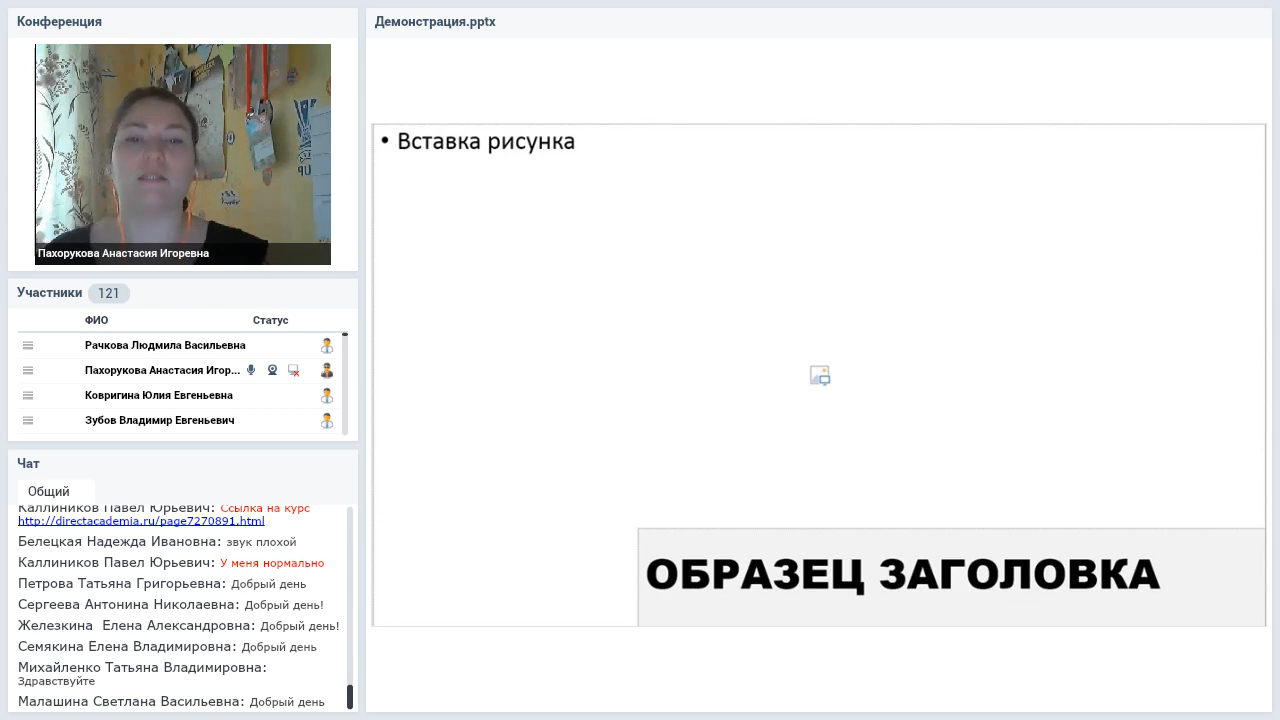 Конференция
Пахорукова Анастасия Игоревна
Участники 121
ФИО Статус
Рачкова Людмила Васильевна
Пахорукова Анастасия Игор...
Ковригина Юлия Евгеньевна
Зубов Владимир Евгеньевич
Чат
Общий
Каллиников Павел Юрьевич: Ссылка на курс
http://directacademia.ru/page7270891.html
Белецкая Надежда Ивановна: звук плохой
Каллиников Павел Юрьевич: У меня нормально
Петрова Татьяна Григорьевна: Добрый день
Сергеева Антонина Николаевна: Добрый день!
Железкина  Елена Александровна: Добрый день!
Семякина Елена Владимировна: Добрый день
Михайленко Татьяна Владимировна:
Здравствуйте
Малашина Светлана Васильевна: Добрый день
Демонстрация.pptx
• Вставка рисунка
ОБРАЗЕЦ ЗАГОЛОВКА